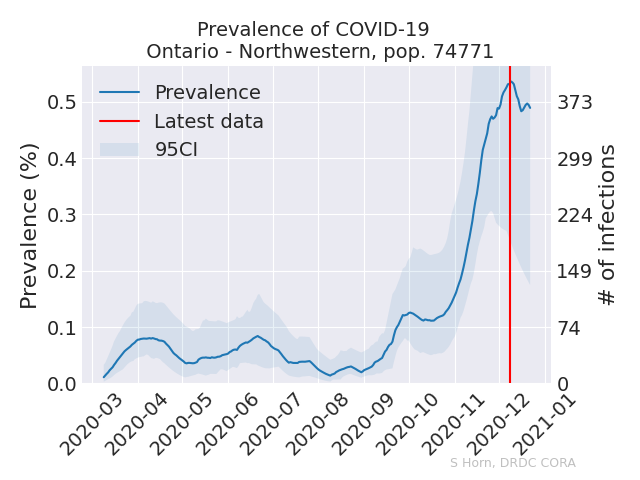 Prevalence of COVID-19
Ontario - Northwestern, pop. 74771
Prevalence
Latest data
95CI
Prevalence (%)
0.5
0.4
0.3
0.2
0.1
0.0
373
299
224
149
74
0
# of infections
2020-03
2020-04
2020-05
2020-06
2020-07
2020-08
2020-09
2020-10
2020-11
2020-12
2021-01
S Horn, DRDC CORA